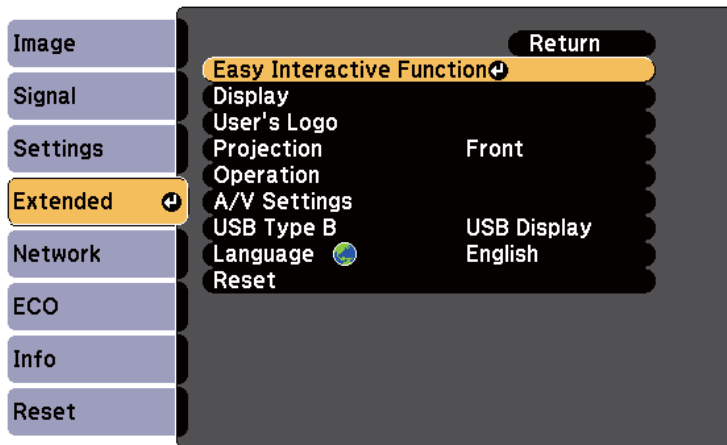 Image
Signal
Settings
Extended
Network
ECO
Info
Reset
Return
Easy Interactive Function
Display
User's Logo
Projection Front
Operation
A/V Settings
USB Type B USB Display
Language English
Reset